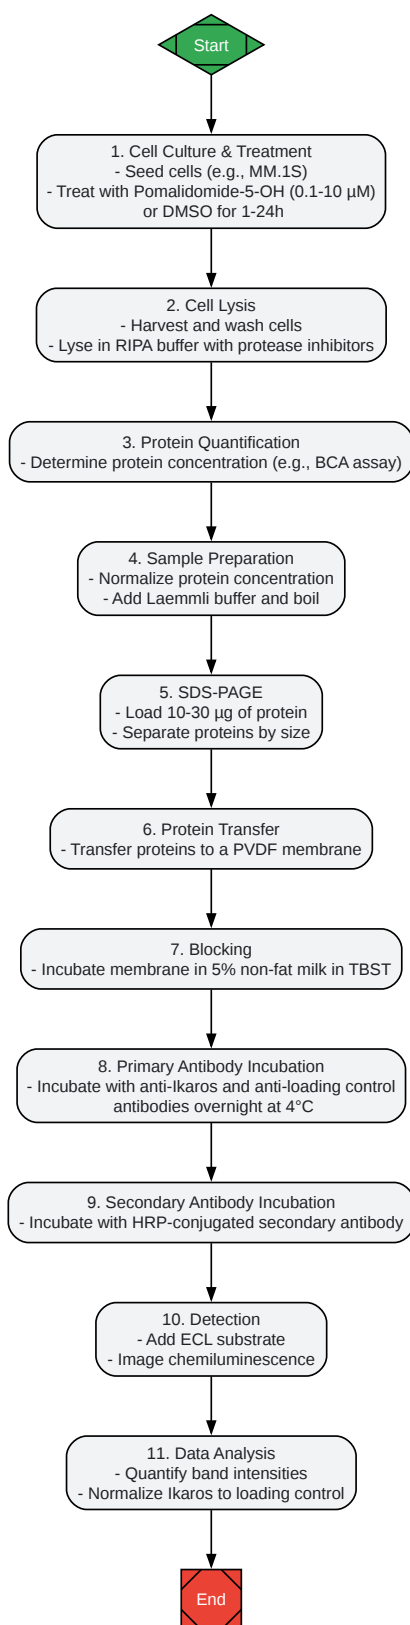 Start
1. Cell Culture & Treatment
- Seed cells (e.g., MM.1S)
- Treat with Pomalidomide-5-OH (0.1-10 µM)
or DMSO for 1-24h
2. Cell Lysis
- Harvest and wash cells
- Lyse in RIPA buffer with protease inhibitors
3. Protein Quantification
- Determine protein concentration (e.g., BCA assay)
4. Sample Preparation
- Normalize protein concentration
- Add Laemmli buffer and boil
5. SDS-PAGE
- Load 10-30 µg of protein
- Separate proteins by size
6. Protein Transfer
- Transfer proteins to a PVDF membrane
7. Blocking
- Incubate membrane in 5% non-fat milk in TBST
8. Primary Antibody Incubation
- Incubate with anti-Ikaros and anti-loading control
antibodies overnight at 4°C
9. Secondary Antibody Incubation
- Incubate with HRP-conjugated secondary antibody
10. Detection
- Add ECL substrate
- Image chemiluminescence
11. Data Analysis
- Quantify band intensities
- Normalize Ikaros to loading control
End